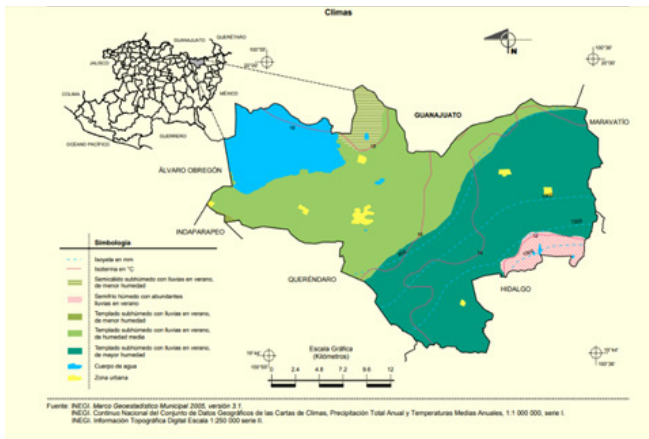 Climas
GUANAJUATO
QUERÉTARO
JALISCO
COLIMA
MÉXICO
GUERRERO
OCÉANO PACÍFICO
N
GUANAJUATO
MARAVATÍO
ÁLVARO OBREGÓN
INDAPARAPEO
QUERÉNDARO
HIDALGO
Simbología
Isoyeta en mm
Isoterma en °C
Semicálido subhúmedo con lluvias en verano,
de menor humedad
Semifrío húmedo con abundantes
lluvias en verano
Templado subhúmedo con lluvias en verano,
de menor humedad
Templado subhúmedo con lluvias en verano,
de humedad media
Templado subhúmedo con lluvias en verano,
de mayor humedad
Cuerpo de agua
Zona urbana
Escala Gráfica
(Kilómetros)
0 2.4 4.8 7.2 9.6 12
Fuente: INEGI. Marco Geoestadístico Municipal 2005, versión 3.1.
INEGI. Continuo Nacional del Conjunto de Datos Geográficos de las Cartas de Climas, Precipitación Total Anual y Temperaturas Medias Anuales, 1:1 000 000, serie I.
INEGI. Información Topográfica Digital Escala 1:250 000 serie II.